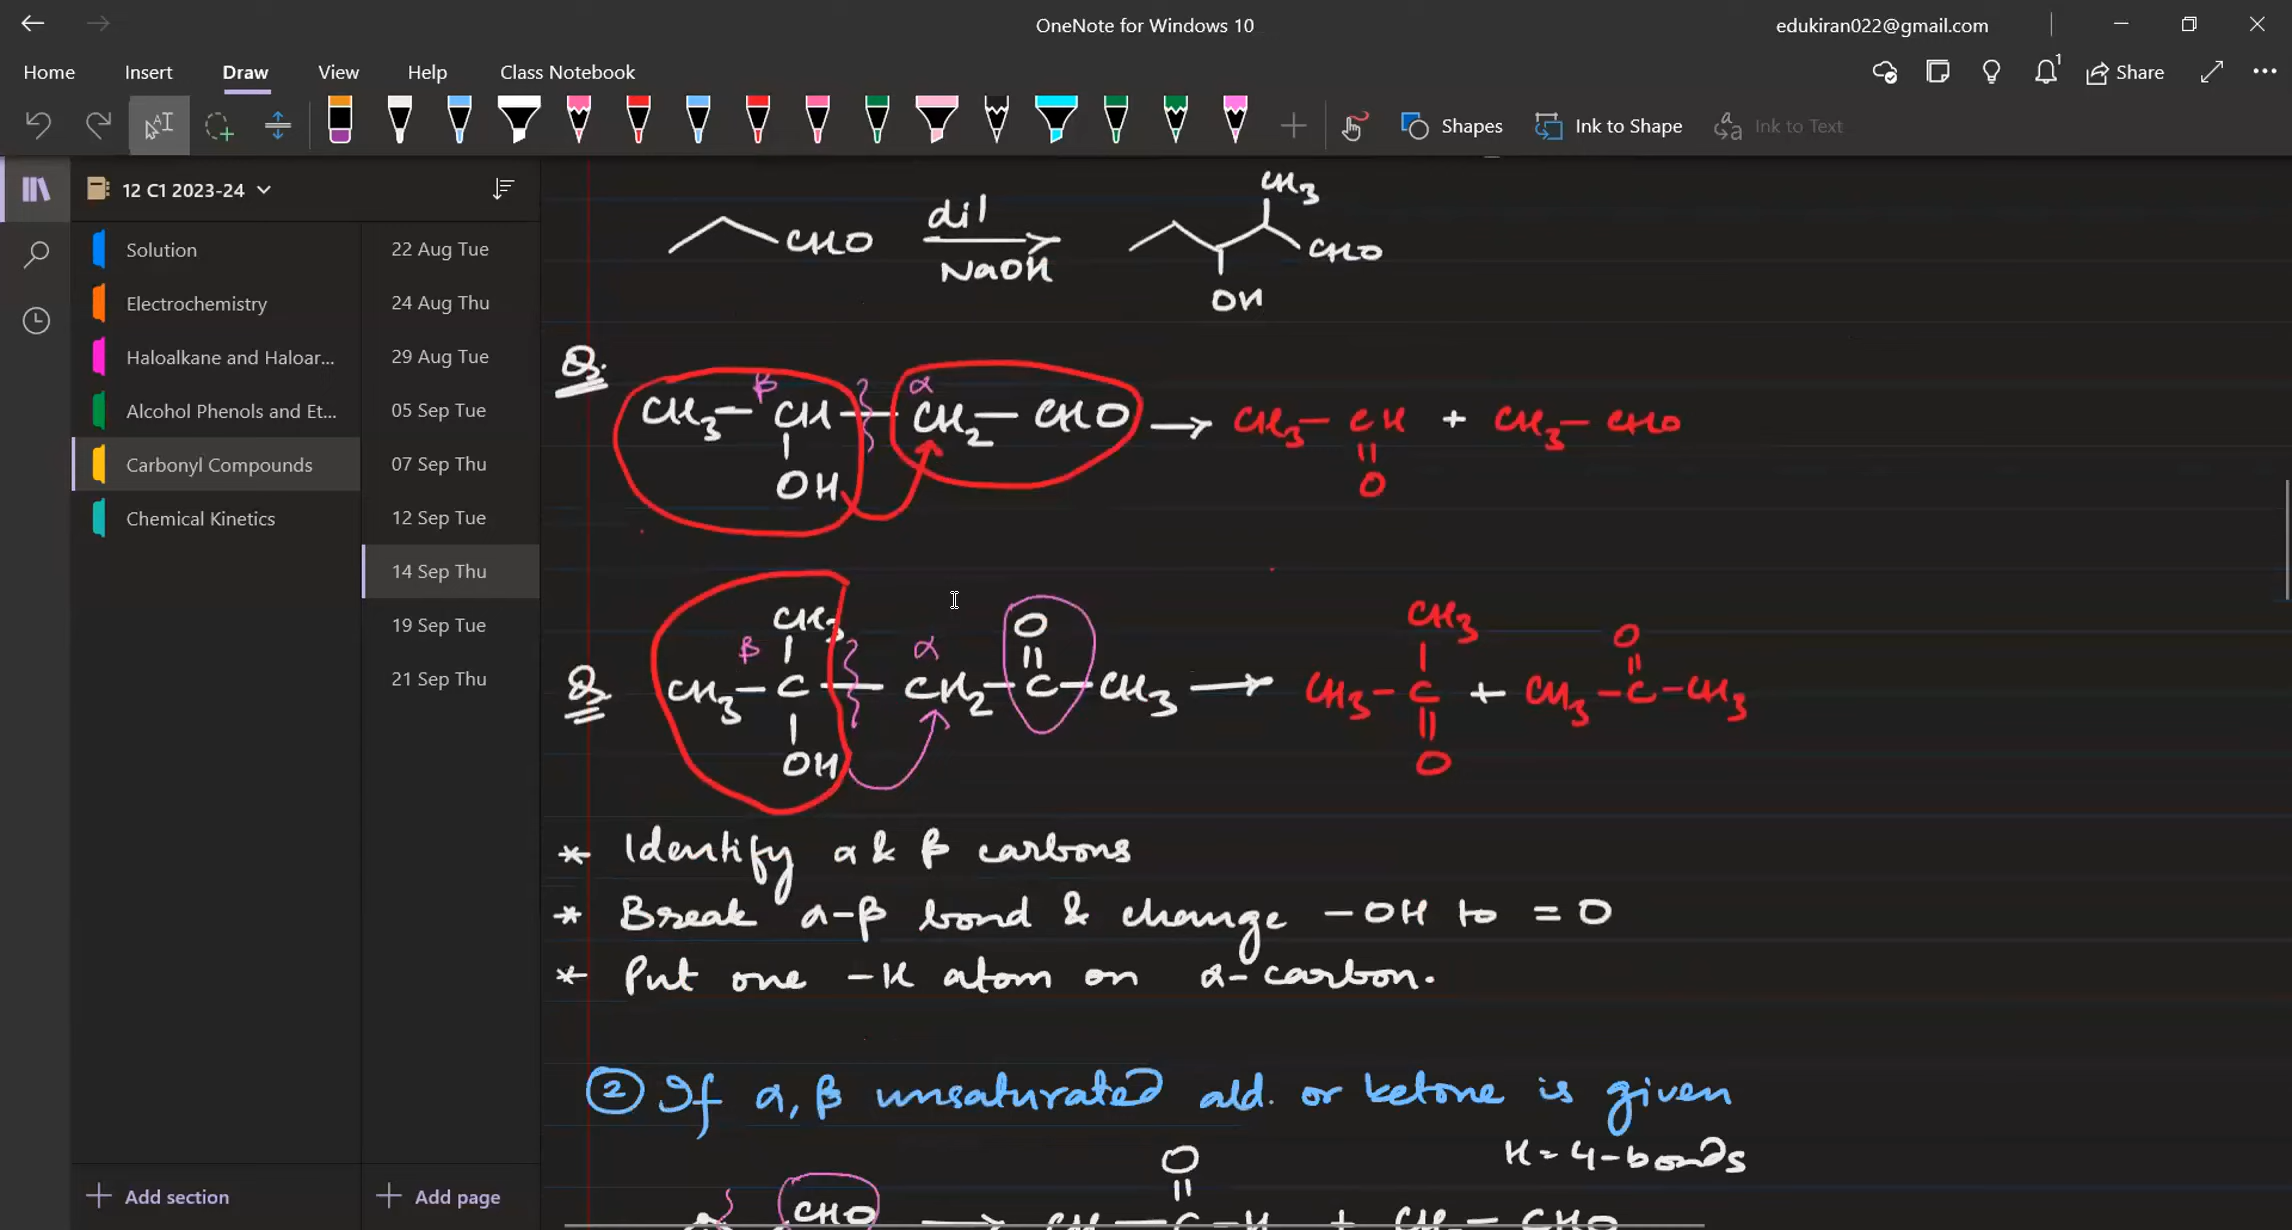 OneNote for Windows 10
edukiran022@gmail.com
Home Insert Draw View Help Class Notebook
1 Share
Shapes Ink to Shape Ink to Text
12 C1 2023-24
Solution
Electrochemistry
Haloalkane and Haloar...
Alcohol Phenols and Et...
Carbonyl Compounds
Chemical Kinetics
Add section
22 Aug Tue
24 Aug Thu
29 Aug Tue
05 Sep Tue
07 Sep Thu
12 Sep Tue
14 Sep Thu
19 Sep Tue
21 Sep Thu
Add page
CH3
CHO dil CHO
NaOH
OH
Q.
β α
CH3 - CH - CH2 - CHO → CH3 - CH + CH3 - CHO
OH O
CH3 O CH3 O
β α
Q. CH3 - C - CH2 - C - CH3 → CH3 - C + CH3 - C - CH3
OH O
* Identify α & β carbons
* Break α-β bond & change -OH to =O
* Put one -H atom on α-carbon.
② If α, β unsaturated ald. or ketone is given
H = 4-bonds
O
CHO → CH - C - H + CH - CHO